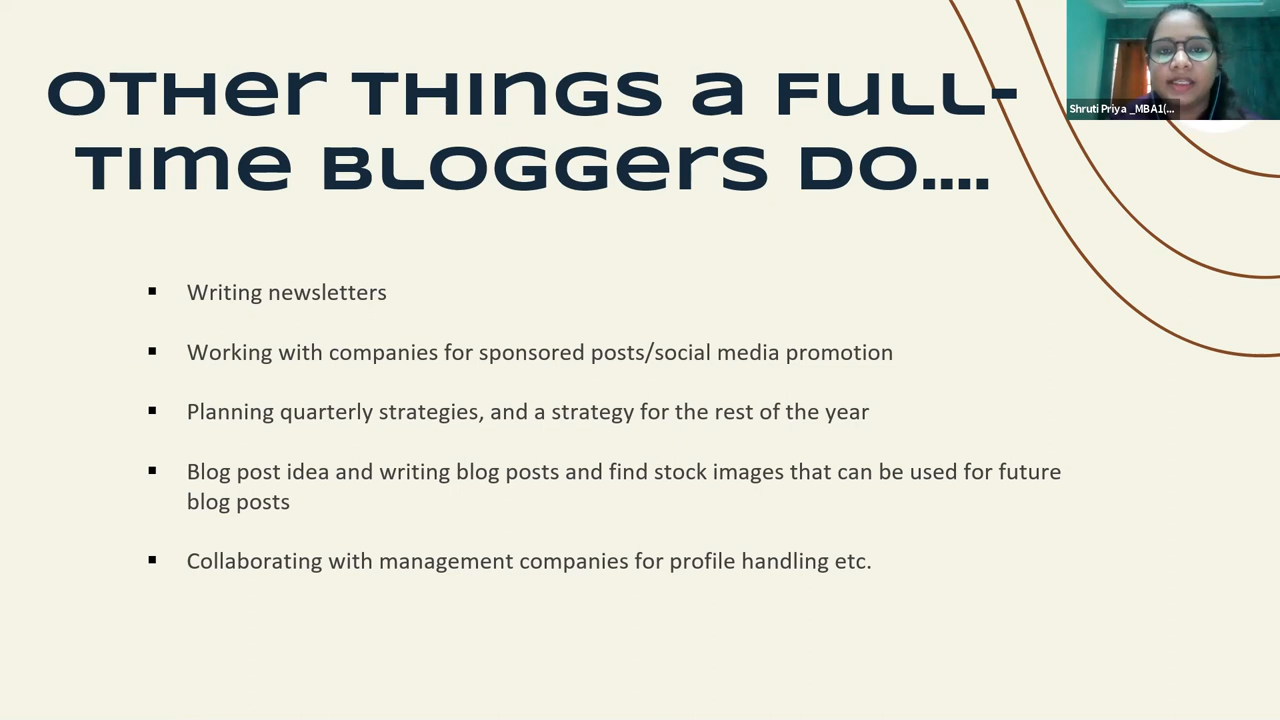 OTHer THINGS a FULL-
TIme BLOGGers DO....
Shruti Priya _MBA1(...
▪ Writing newsletters
▪ Working with companies for sponsored posts/social media promotion
▪ Planning quarterly strategies, and a strategy for the rest of the year
▪ Blog post idea and writing blog posts and find stock images that can be used for future
blog posts
▪ Collaborating with management companies for profile handling etc.